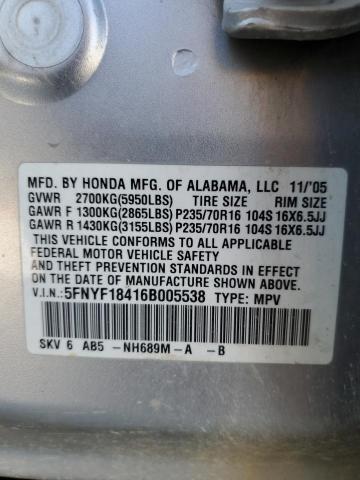 MFD. BY HONDA MFG. OF ALABAMA, LLC 11/'05
GVWR 2700KG(5950LBS) TIRE SIZE RIM SIZE
GAWR F 1300KG(2865LBS)P235/70R16 104S 16X6.5JJ
GAWR R 1430KG(3155LBS)P235/70R16 104S 16X6.5JJ
THIS VEHICLE CONFORMS TO ALL APPLICABLE
FEDERAL MOTOR VEHICLE SAFETY AND
THEFT PREVENTION STANDARDS IN EFFECT ON
THE DATE OF MANUFACTURE SHOWN ABOVE.
V.I.N.:5FNYF18416B005538 TYPE: MPV
SKV 6 AB5 -NH689M-A -B